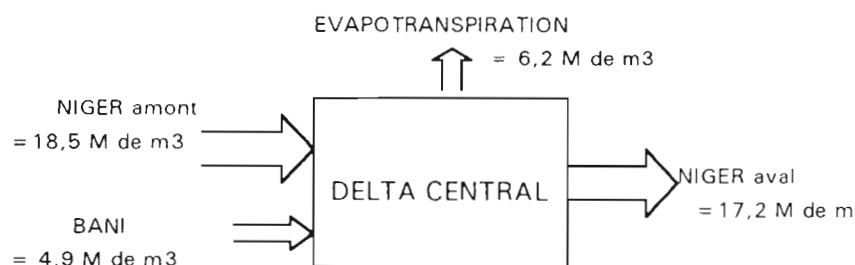 EVAPOTRANSPIRATION
= 6,2 M de m3
NIGER amont
= 18,5 M de m3
DELTA CENTRAL
NIGER aval
= 17,2 M de m
BANI
= 4,9 M de m3